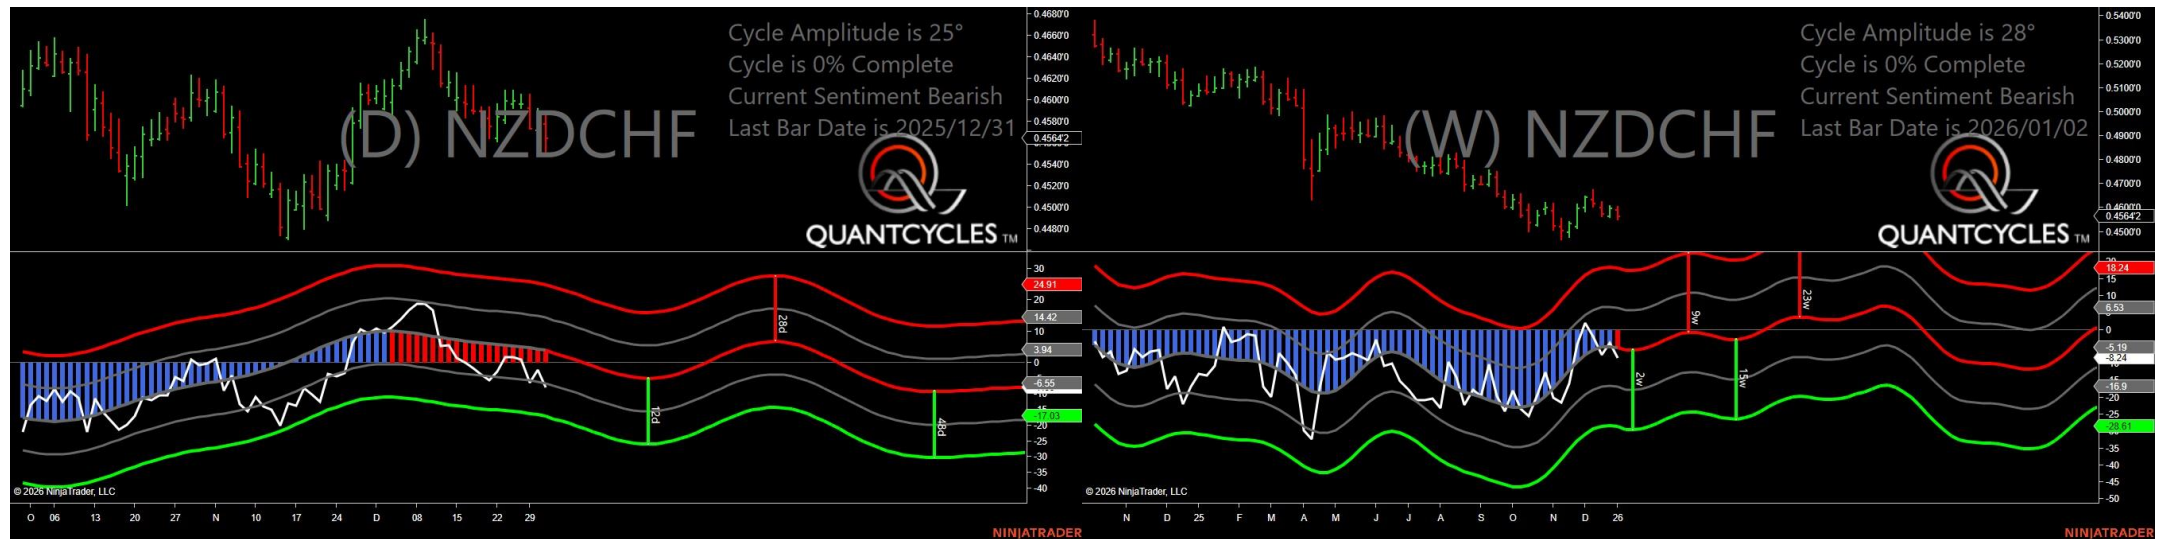 Cycle Amplitude is 25°
Cycle is 0% Complete
Current Sentiment Bearish
Last Bar Date is 2025/12/31
(D) NZDCHF
QUANTCYCLES TM
0.4680'0
0.4660'0
0.4640'0
0.4620'0
0.4600'0
0.4580'0
0.4564'2
0.4540'0
0.4520'0
0.4500'0
0.4480'0
30
24.91
20
14.42
10
3.94
0
-6.55
-17.03
-20
-25
-30
-35
-40
28d
12d
48d
© 2026 NinjaTrader, LLC
O 06 13 20 27 N 10 17 24 D 08 15 22 29
NINJATRADER
Cycle Amplitude is 28°
Cycle is 0% Complete
Current Sentiment Bearish
Last Bar Date is 2026/01/02
(W) NZDCHF
QUANTCYCLES TM
0.5400'0
0.5300'0
0.5200'0
0.5100'0
0.5000'0
0.4900'0
0.4800'0
0.4700'0
0.4600'0
0.4564'2
0.4500'0
20
18.24
15
10
6.53
0
-5.19
-8.24
-16.9
-20
-25
-28.61
-35
-40
-45
-50
9w
23w
2w
15w
© 2026 NinjaTrader, LLC
N D 25 F M A M J J A S O N D 26
NINJATRADER